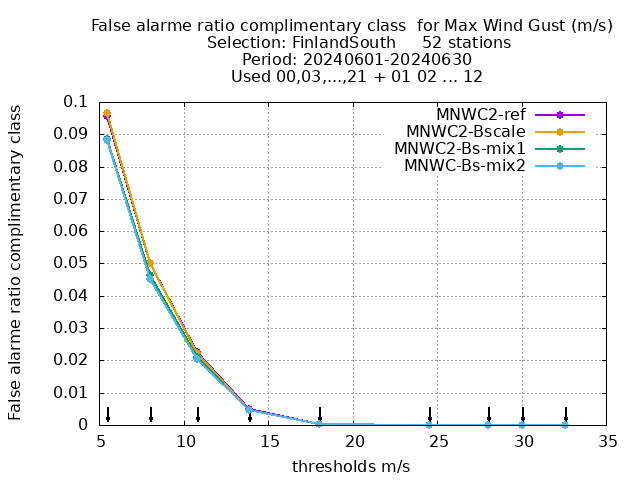 False alarme ratio complimentary class  for Max Wind Gust (m/s)
Selection: FinlandSouth     52 stations
Period: 20240601-20240630
Used 00,03,...,21 + 01 02 ... 12
False alarme ratio complimentary class
0.1
0.09
0.08
0.07
0.06
0.05
0.04
0.03
0.02
0.01
0
MNWC2-ref
MNWC2-Bscale
MNWC2-Bs-mix1
MNWC-Bs-mix2
5 10 15 20 25 30 35
thresholds m/s